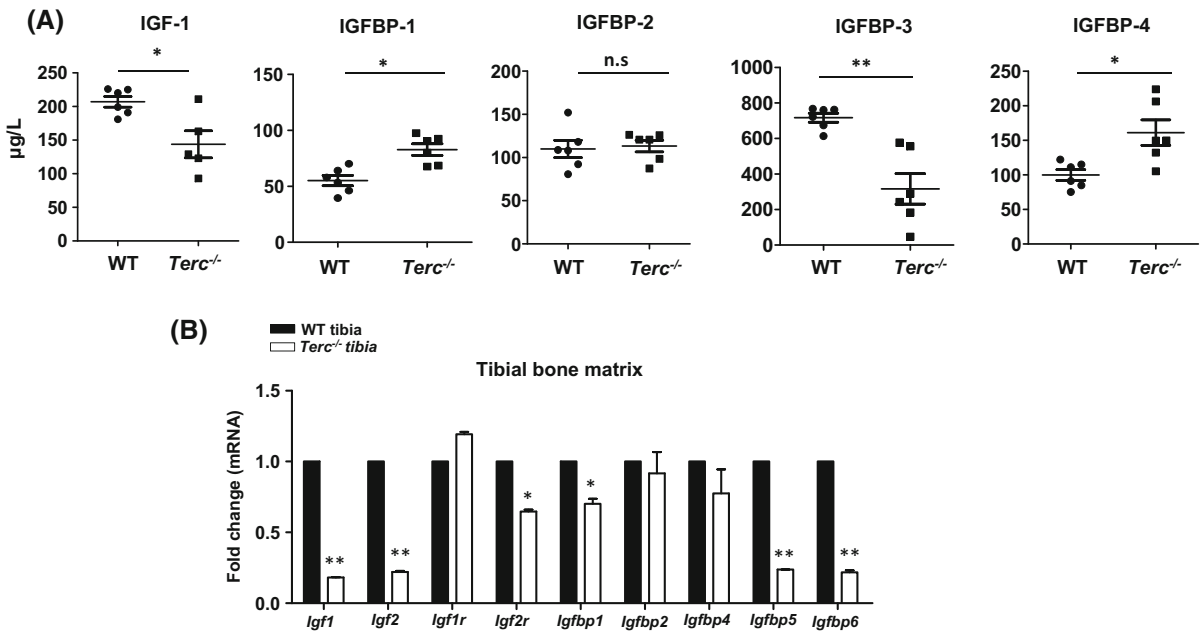 (A)
IGF-1
IGFBP-1
IGFBP-2
IGFBP-3
IGFBP-4
*
*
n.s
**
*
µg/L
250
200
150
100
50
0
WT Terc-/-
150
100
50
0
WT Terc-/-
200
150
100
50
0
WT Terc-/-
1000
800
600
400
200
0
WT Terc-/-
250
200
150
100
50
0
WT Terc-/-
(B)
WT tibia
Terc-/- tibia
Tibial bone matrix
Fold change (mRNA)
1.5
1.0
0.5
0.0
** ** * * ** **
Igf1 Igf2 Igf1r Igf2r Igfbp1 Igfbp2 Igfbp4 Igfbp5 Igfbp6